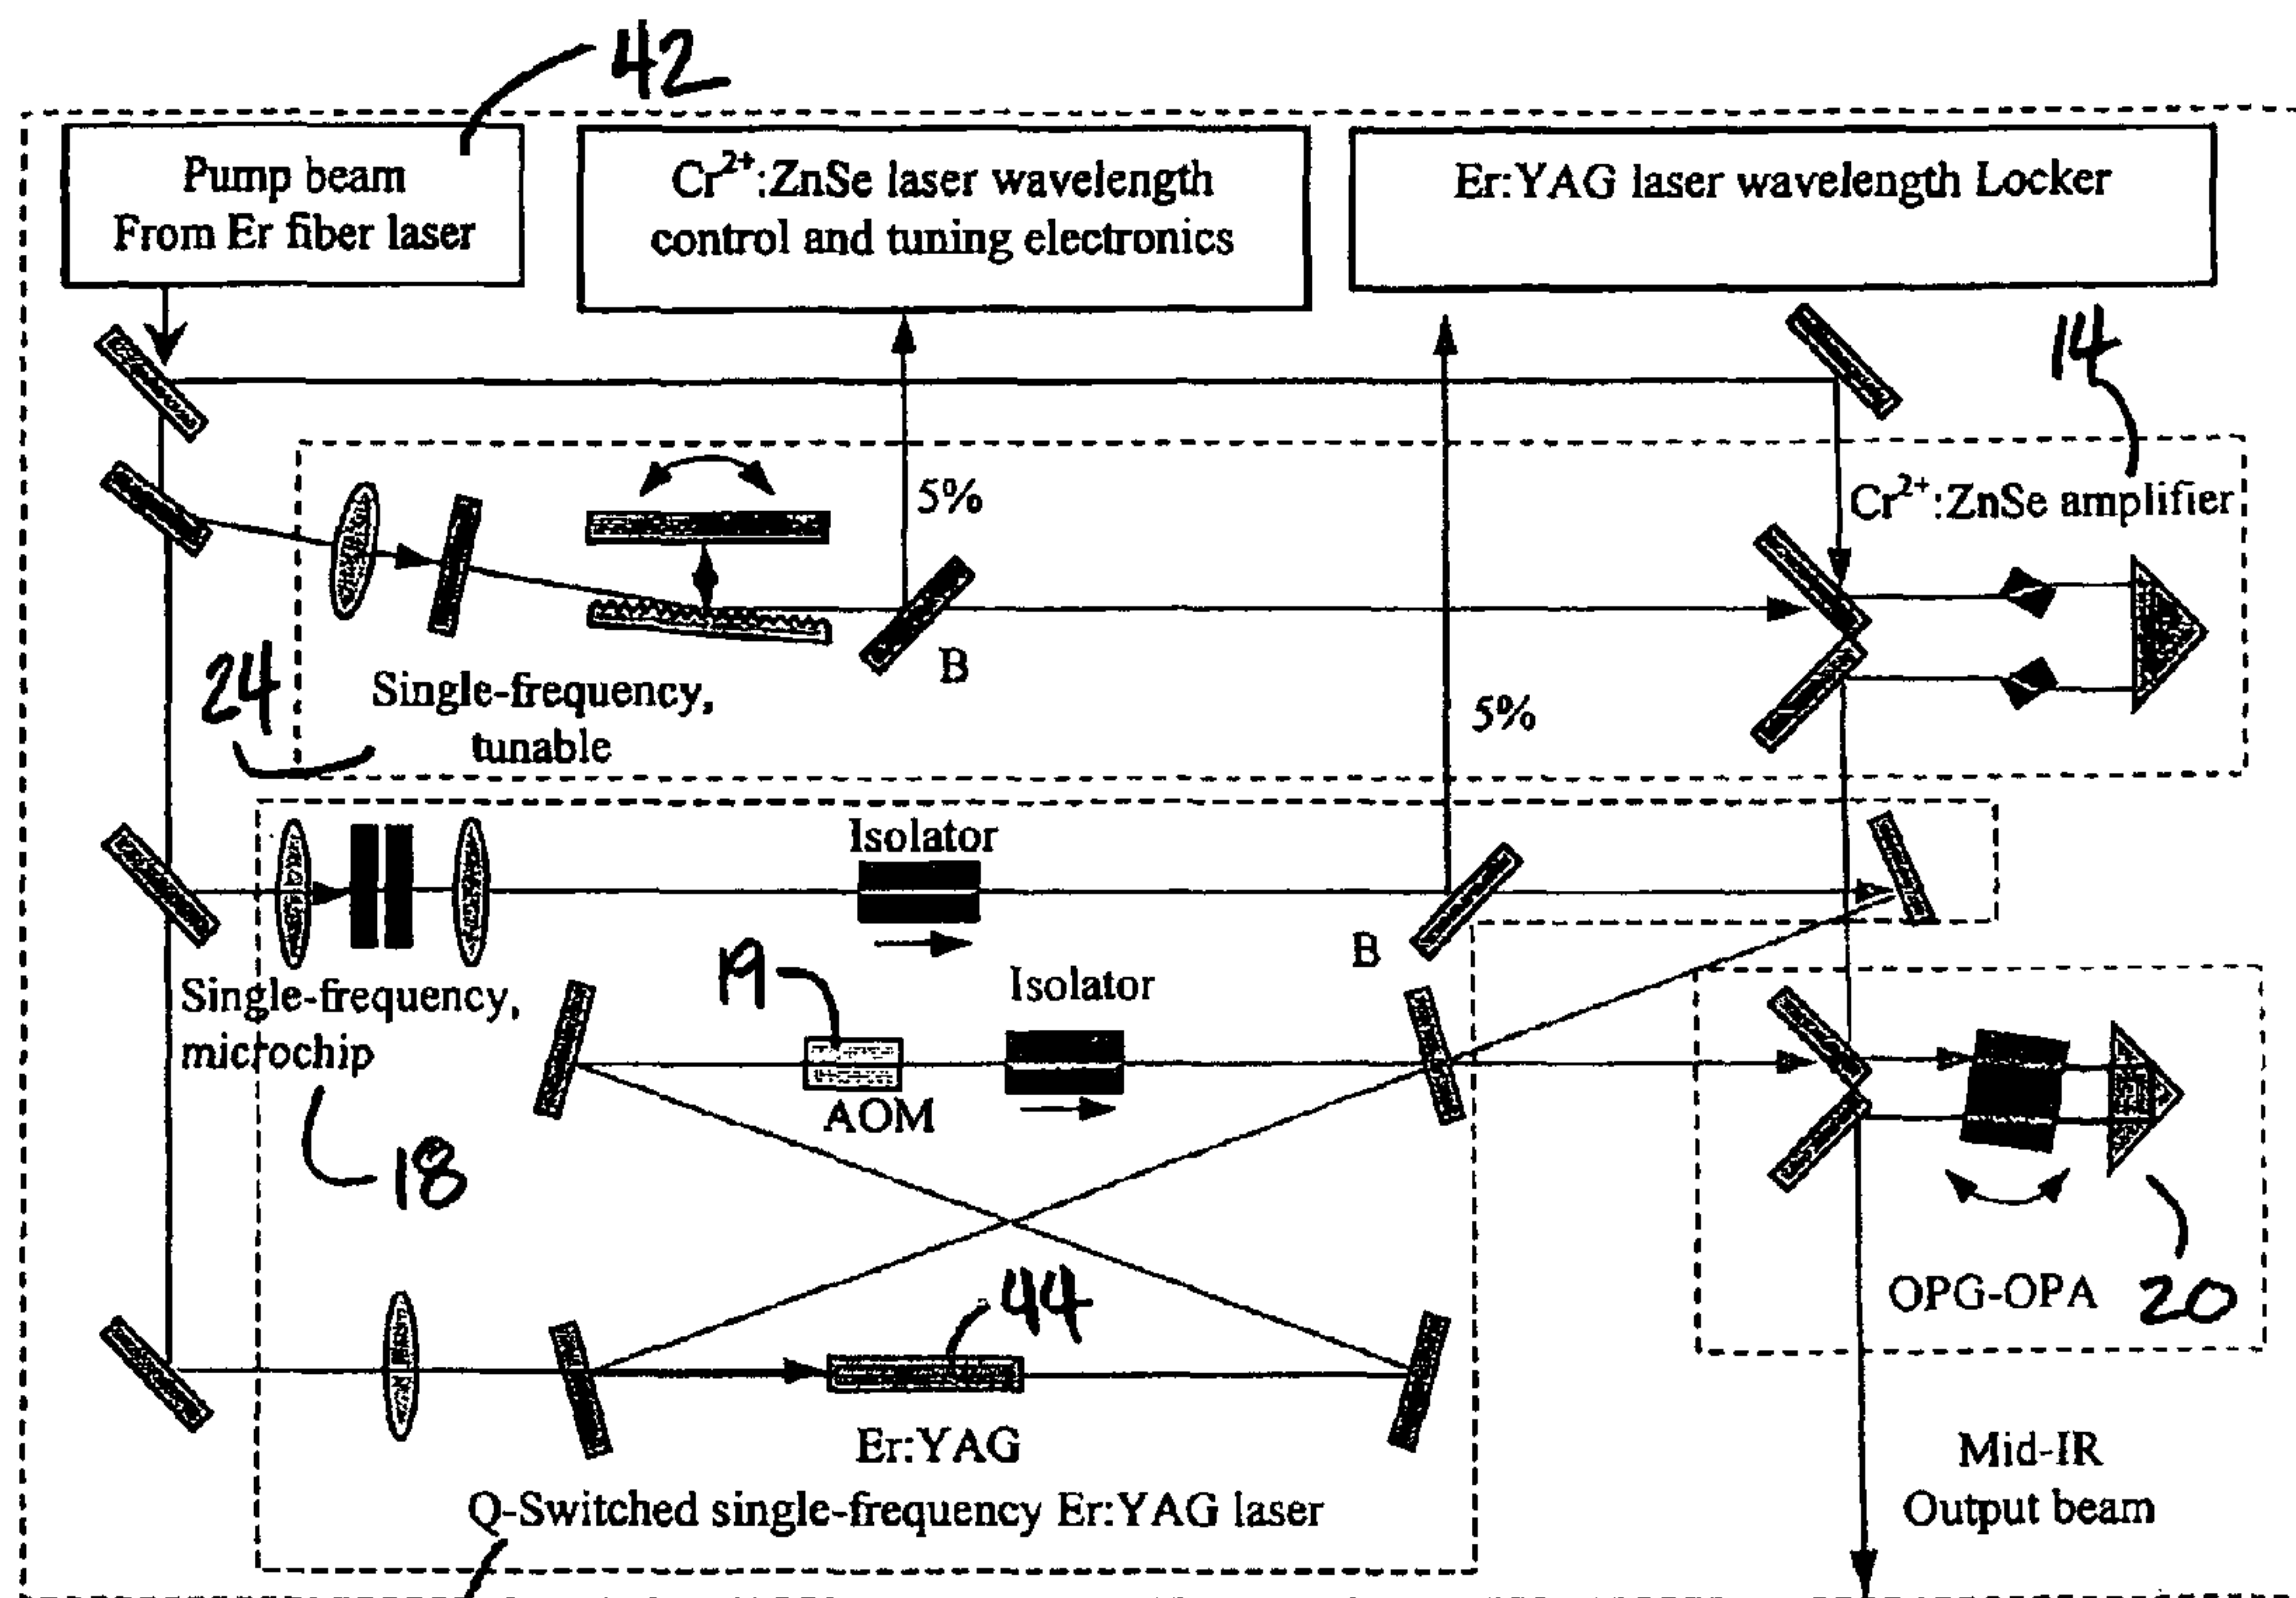 42
Pump beam
From Er fiber laser
Cr²⁺:ZnSe laser wavelength
control and tuning electronics
Er:YAG laser wavelength Locker
14
5%
Cr²⁺:ZnSe amplifier
B
24
Single-frequency,
tunable
5%
Isolator
B
19
Isolator
Single-frequency,
microchip
AOM
18
44
OPG-OPA
20
Er:YAG
Mid-IR
Output beam
Q-Switched single-frequency Er:YAG laser